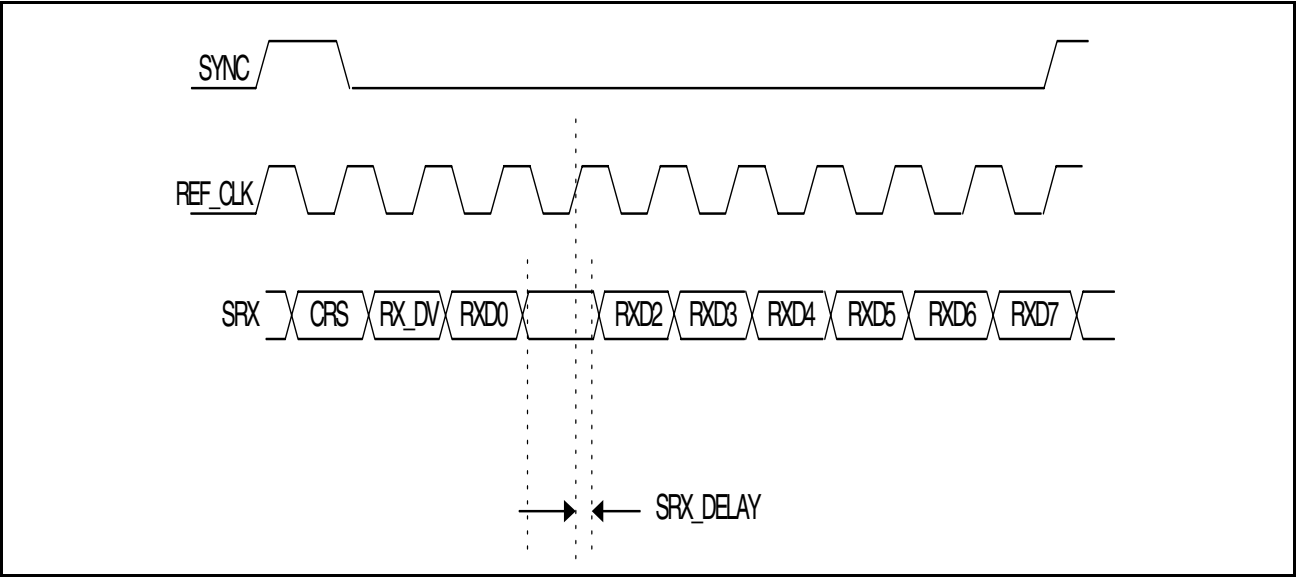 SYNC
REF_CLK
SRX CRS RX_DV RXD0 RXD2 RXD3 RXD4 RXD5 RXD6 RXD7
SRX_DELAY